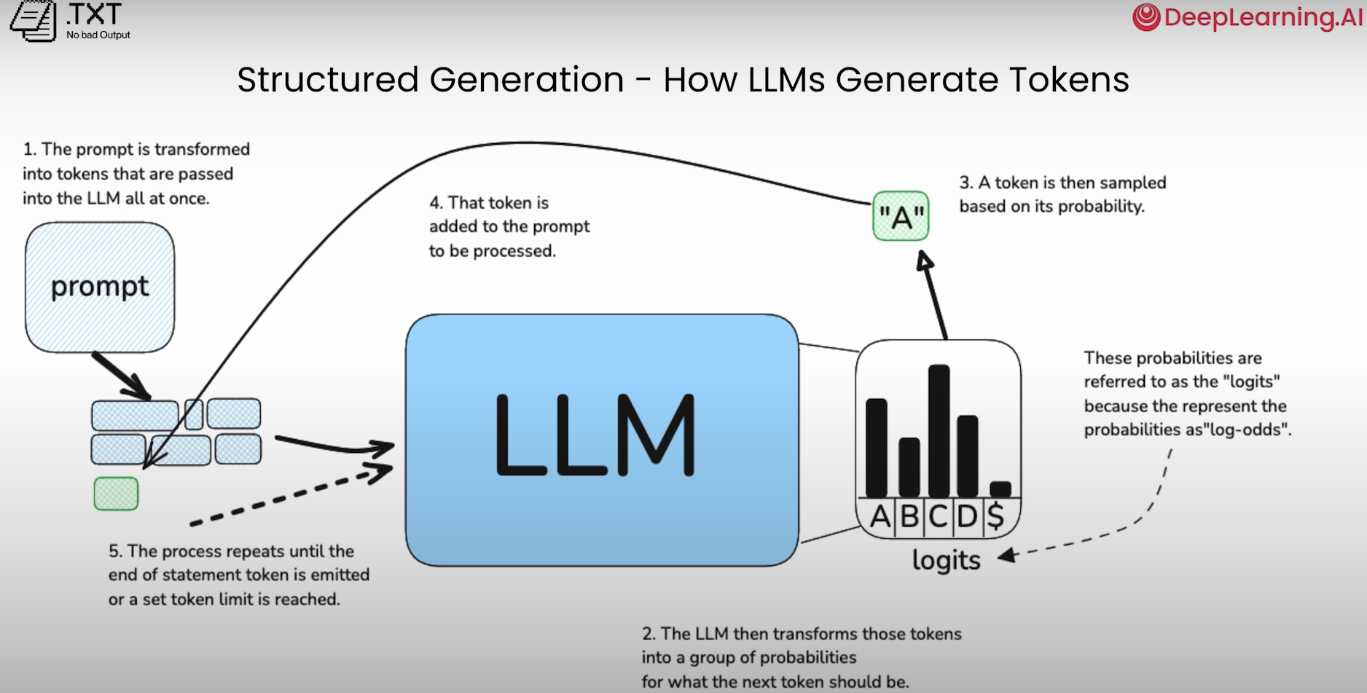 .TXT
No bad Output
DeepLearning.AI
Structured Generation - How LLMs Generate Tokens
1. The prompt is transformed
into tokens that are passed
into the LLM all at once.
prompt
4. That token is
added to the prompt
to be processed.
"A"
3. A token is then sampled
based on its probability.
LLM
These probabilities are
referred to as the "logits"
because the represent the
probabilities as"log-odds".
A B C D $
logits
5. The process repeats until the
end of statement token is emitted
or a set token limit is reached.
2. The LLM then transforms those tokens
into a group of probabilities
for what the next token should be.